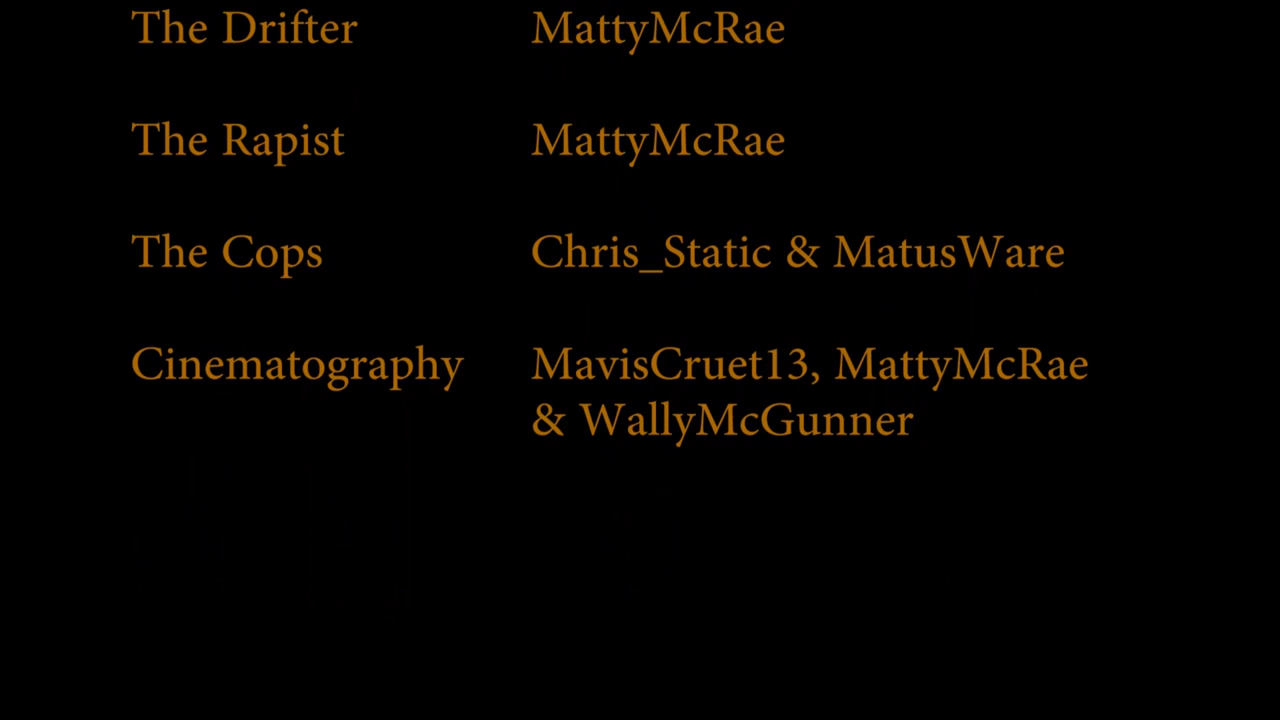 The Drifter MattyMcRae
The Rapist MattyMcRae
The Cops Chris_Static & MatusWare
Cinematography MavisCruet13, MattyMcRae
& WallyMcGunner